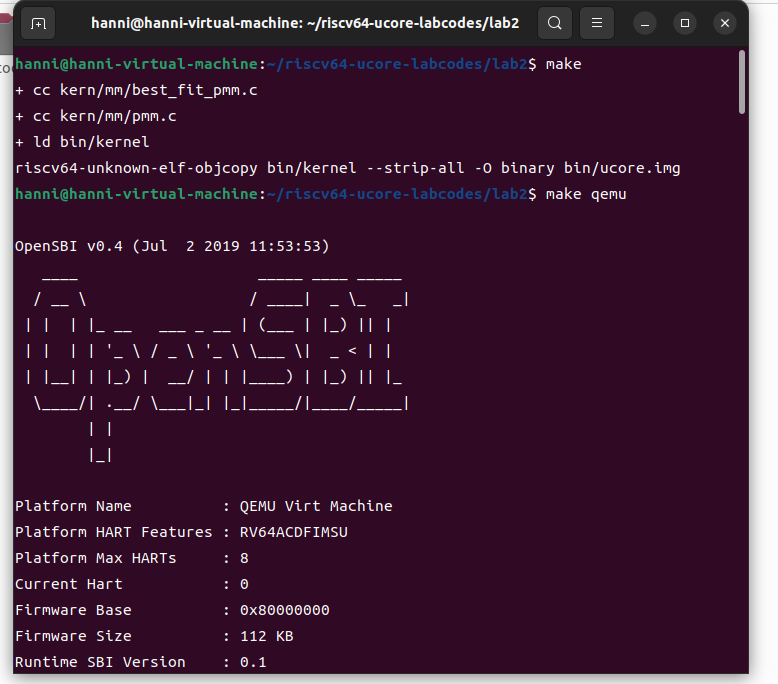 hanni@hanni-virtual-machine: ~/riscv64-ucore-labcodes/lab2
hanni@hanni-virtual-machine:~/riscv64-ucore-labcodes/lab2$ make
+ cc kern/mm/best_fit_pmm.c
+ cc kern/mm/pmm.c
+ ld bin/kernel
riscv64-unknown-elf-objcopy bin/kernel --strip-all -O binary bin/ucore.img
hanni@hanni-virtual-machine:~/riscv64-ucore-labcodes/lab2$ make qemu
OpenSBI v0.4 (Jul  2 2019 11:53:53)
   ____                    _____ ____ _____
  / __ \                  / ____|  _ \_   _|
 | |  | |_ __   ___ _ __ | (___ | |_) || |
 | |  | | '_ \ / _ \ '_ \ \___ \|  _ < | |
 | |__| | |_) |  __/ | | |____) | |_) || |_
  \____/| .__/ \___|_| |_|_____/|____/_____|
        | |
        |_|
Platform Name          : QEMU Virt Machine
Platform HART Features : RV64ACDFIMSU
Platform Max HARTs     : 8
Current Hart           : 0
Firmware Base          : 0x80000000
Firmware Size          : 112 KB
Runtime SBI Version    : 0.1